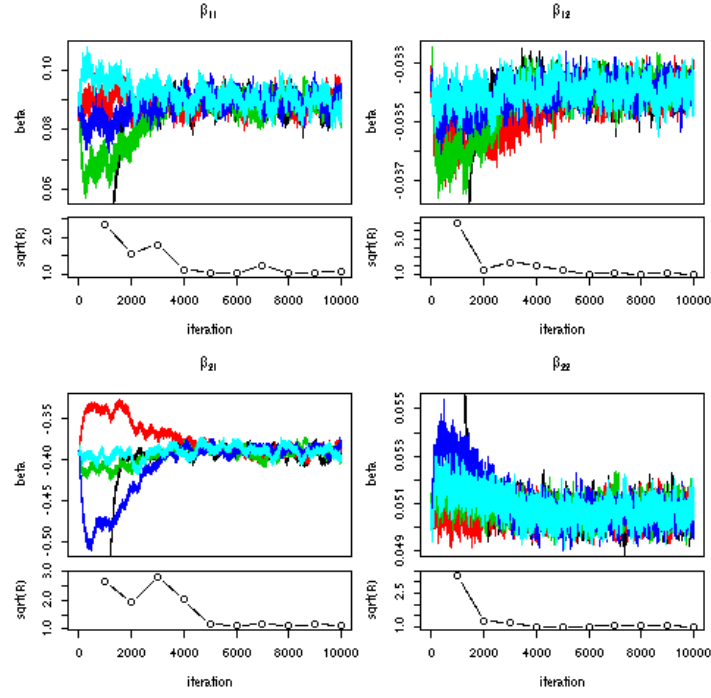 β₁₁
beta
0.10
0.08
0.06
sqrt(R)
2.0
1.0
0 2000 4000 6000 8000 10000
iteration
β₁₂
beta
-0.033
-0.035
-0.037
sqrt(R)
3.0
1.0
0 2000 4000 6000 8000 10000
iteration
β₂₁
beta
-0.35
-0.40
-0.45
-0.50
sqrt(R)
3.0
2.0
1.0
0 2000 4000 6000 8000 10000
iteration
β₂₂
beta
0.055
0.053
0.051
0.049
sqrt(R)
2.5
1.0
0 2000 4000 6000 8000 10000
iteration